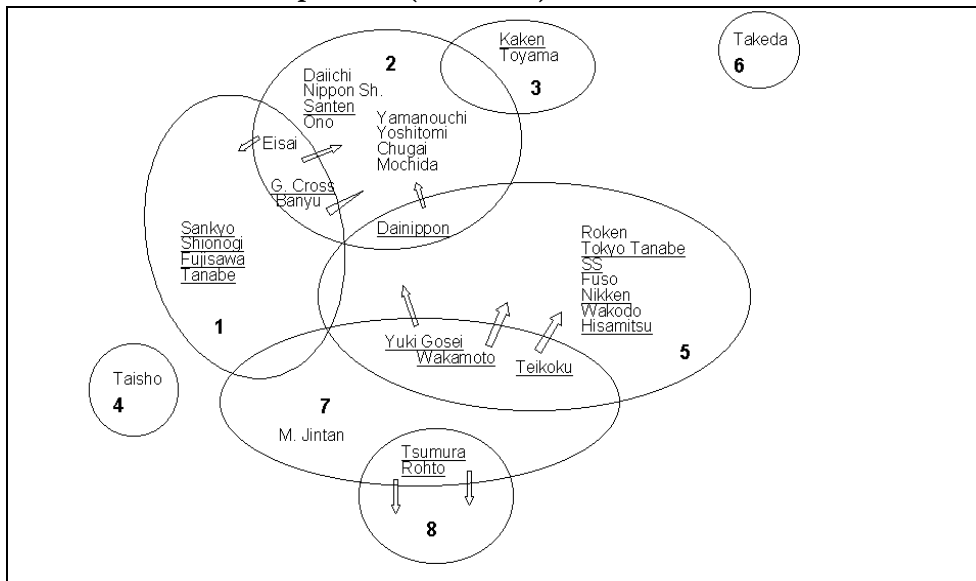 Kaken
Toyama
3
Takeda
6
2
Daiichi
Nippon Sh.
Santen
Ono
Yamanouchi
Yoshitomi
Chugai
Mochida
Eisai
G. Cross
Banyu
Dainippon
Sankyo
Shionogi
Fujisawa
Tanabe
1
Roken
Tokyo Tanabe
SS
Fuso
Nikken
Wakodo
Hisamitsu
5
Yuki Gosei
Wakamoto
Teikoku
Taisho
4
7
M. Jintan
Tsumura
Rohto
8